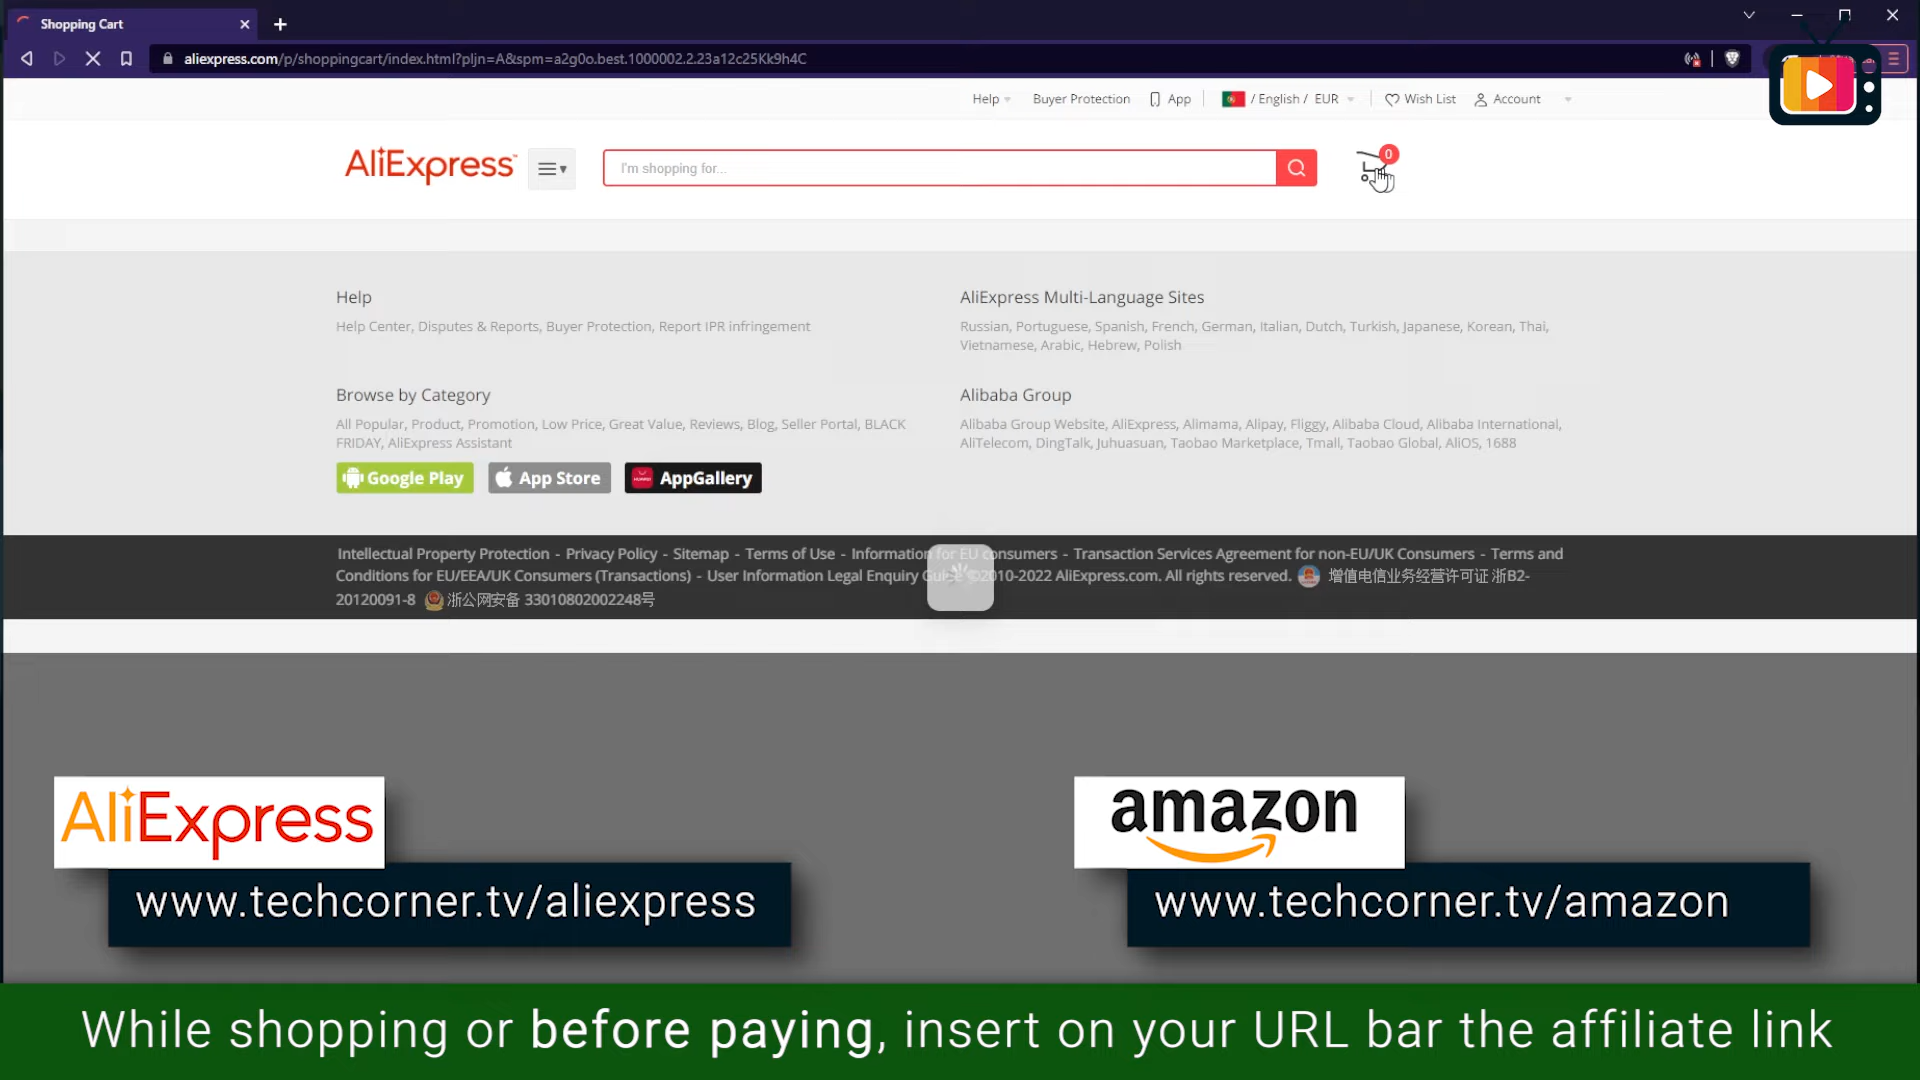 Shopping Cart
aliexpress.com/p/shoppingcart/index.html?pljn=A&spm=a2g0o.best.1000002.2.23a12c25Kk9h4C
Help Buyer Protection App / English / EUR Wish List Account
AliExpress I'm shopping for... 0
Help
Help Center, Disputes & Reports, Buyer Protection, Report IPR infringement
AliExpress Multi-Language Sites
Russian, Portuguese, Spanish, French, German, Italian, Dutch, Turkish, Japanese, Korean, Thai,
Vietnamese, Arabic, Hebrew, Polish
Browse by Category
All Popular, Product, Promotion, Low Price, Great Value, Reviews, Blog, Seller Portal, BLACK
FRIDAY, AliExpress Assistant
Google Play App Store AppGallery
Alibaba Group
Alibaba Group Website, AliExpress, Alimama, Alipay, Fliggy, Alibaba Cloud, Alibaba International,
AliTelecom, DingTalk, Juhuasuan, Taobao Marketplace, Tmall, Taobao Global, AliOS, 1688
Intellectual Property Protection - Privacy Policy - Sitemap - Terms of Use - Information for EU consumers - Transaction Services Agreement for non-EU/UK Consumers - Terms and
Conditions for EU/EEA/UK Consumers (Transactions) - User Information Legal Enquiry Guide ©2010-2022 AliExpress.com. All rights reserved. 增值电信业务经营许可证 浙B2-
20120091-8 浙公网安备 33010802002248号
AliExpress
www.techcorner.tv/aliexpress
amazon
www.techcorner.tv/amazon
While shopping or before paying, insert on your URL bar the affiliate link